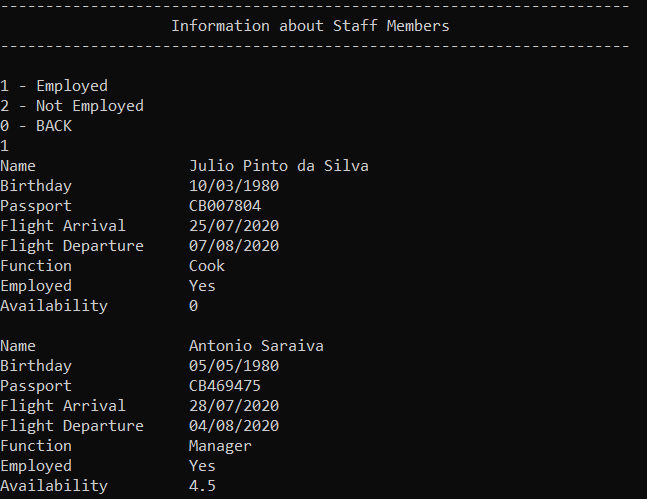 ----------------------------------------------------------------------
Information about Staff Members
----------------------------------------------------------------------
1 - Employed
2 - Not Employed
0 - BACK
1
Name Julio Pinto da Silva
Birthday 10/03/1980
Passport CB007804
Flight Arrival 25/07/2020
Flight Departure 07/08/2020
Function Cook
Employed Yes
Availability 0
Name Antonio Saraiva
Birthday 05/05/1980
Passport CB469475
Flight Arrival 28/07/2020
Flight Departure 04/08/2020
Function Manager
Employed Yes
Availability 4.5